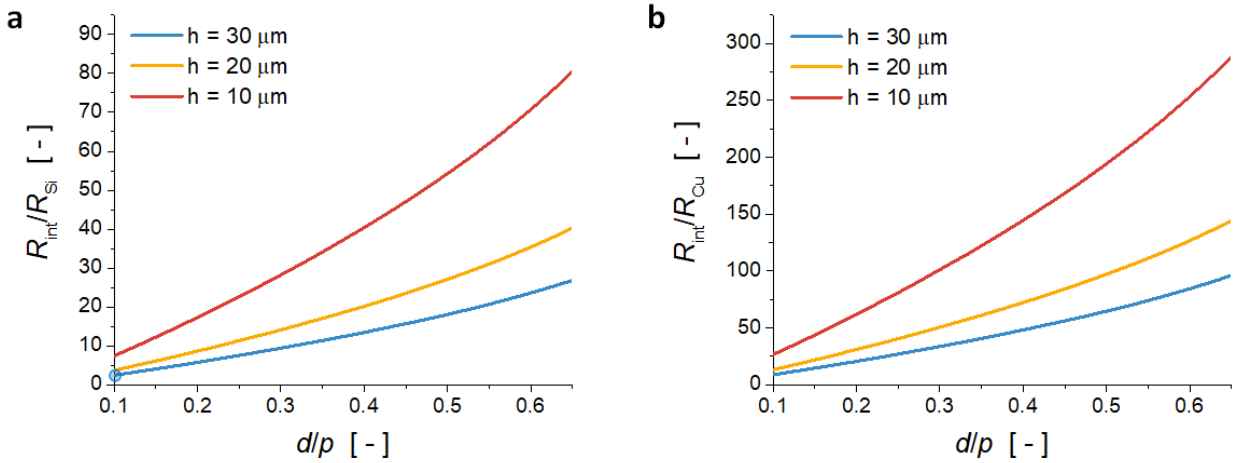 a
90
80
70
60
50
40
30
20
10
0
R_int/R_Si [ - ]
h = 30 μm
h = 20 μm
h = 10 μm
0.1 0.2 0.3 0.4 0.5 0.6
d/p [ - ]
b
300
250
200
150
100
50
0
R_int/R_Cu [ - ]
h = 30 μm
h = 20 μm
h = 10 μm
0.1 0.2 0.3 0.4 0.5 0.6
d/p [ - ]